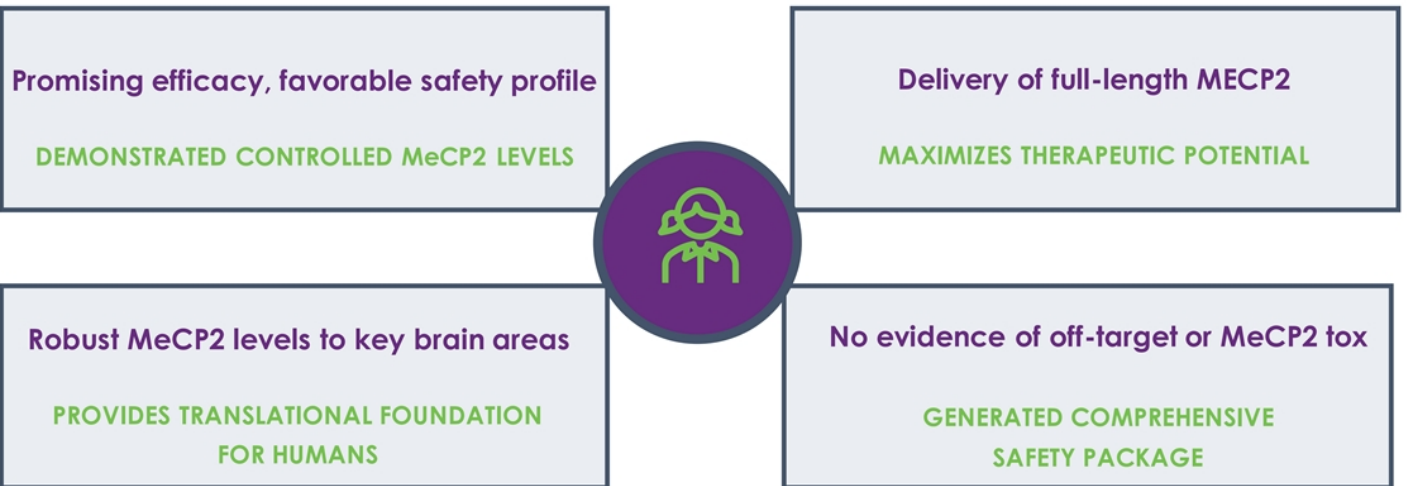 Promising efficacy, favorable safety profile
DEMONSTRATED CONTROLLED MeCP2 LEVELS
Delivery of full-length MECP2
MAXIMIZES THERAPEUTIC POTENTIAL
Robust MeCP2 levels to key brain areas
PROVIDES TRANSLATIONAL FOUNDATION
FOR HUMANS
No evidence of off-target or MeCP2 tox
GENERATED COMPREHENSIVE
SAFETY PACKAGE